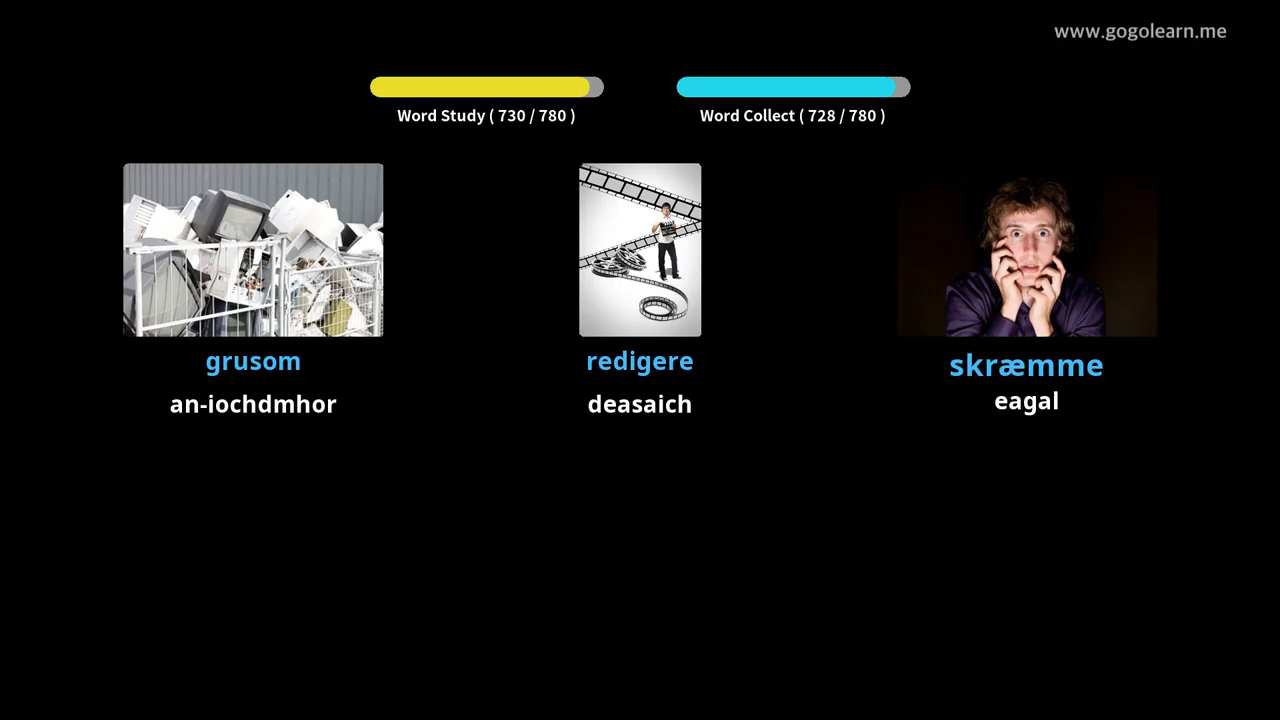 www.gogolearn.me
Word Study ( 730 / 780 )
Word Collect ( 728 / 780 )
grusom
an-iochdmhor
redigere
deasaich
skræmme
eagal